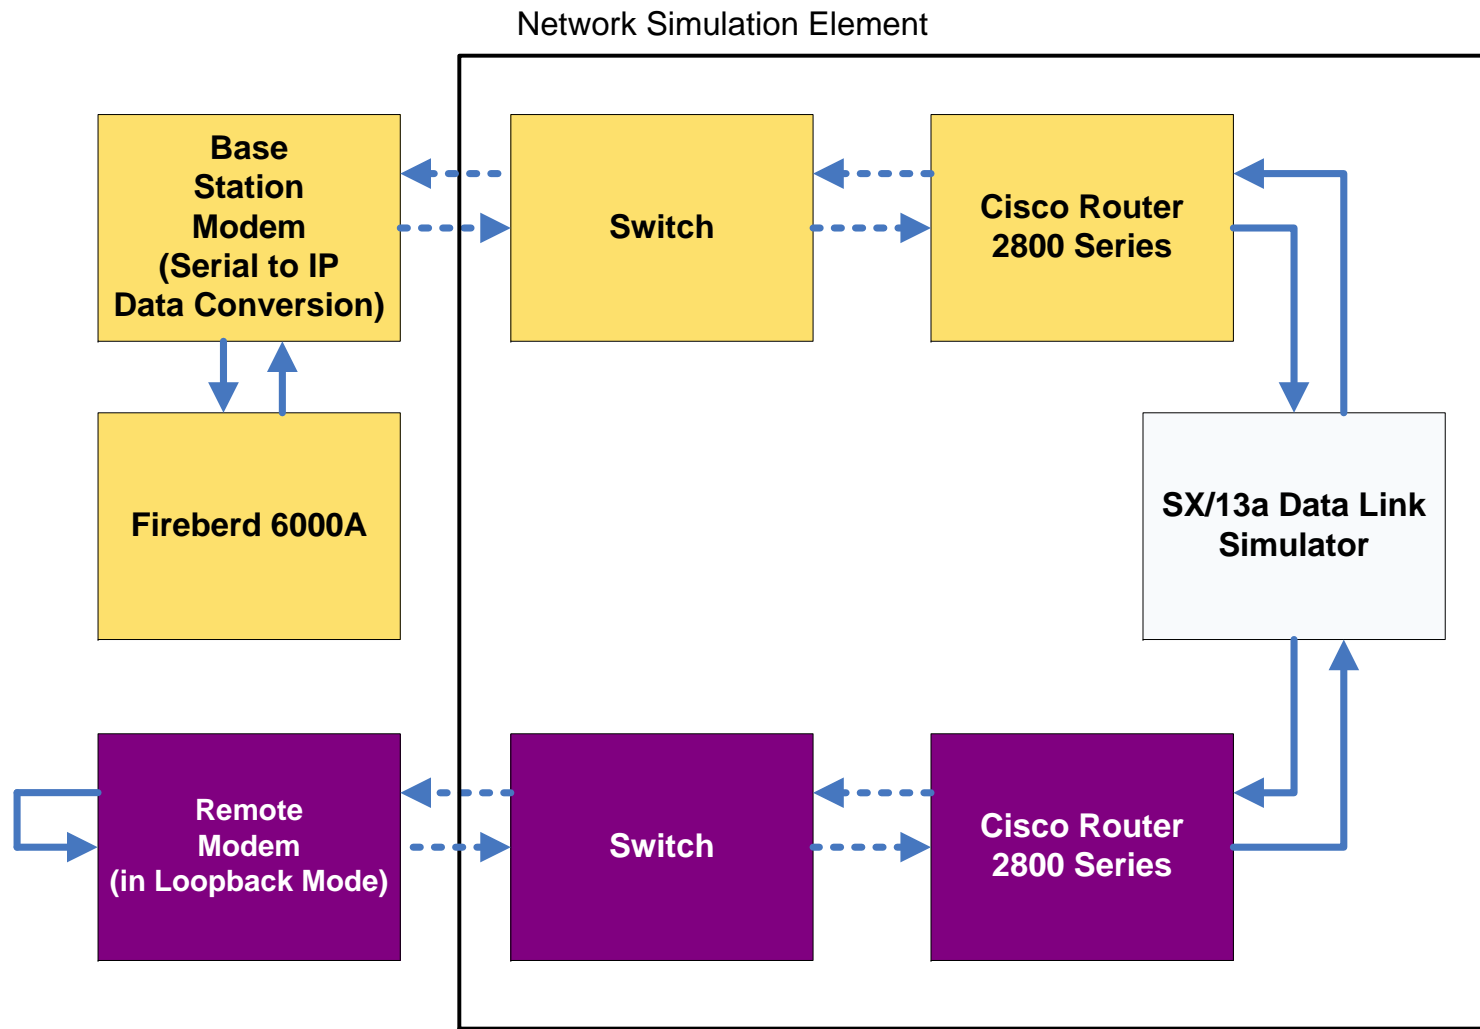 Network Simulation Element
Base
Station
Modem
(Serial to IP
Data Conversion)
Switch
Cisco Router
2800 Series
Fireberd 6000A
SX/13a Data Link
Simulator
Remote
Modem
(in Loopback Mode)
Switch
Cisco Router
2800 Series